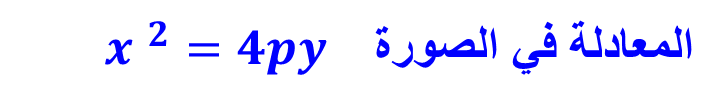 المعادلة في الصورة x² = 4py